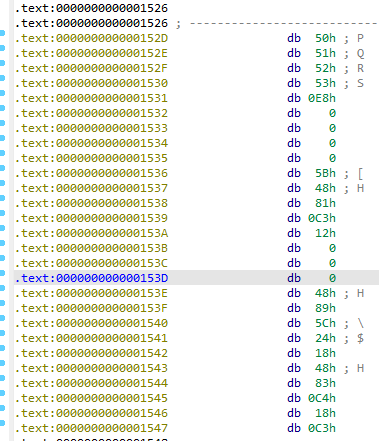 .text:0000000000001526
.text:0000000000001526 ; ----------------------------
.text:000000000000152D db 50h ; P
.text:000000000000152E db 51h ; Q
.text:000000000000152F db 52h ; R
.text:0000000000001530 db 53h ; S
.text:0000000000001531 db 0E8h
.text:0000000000001532 db 0
.text:0000000000001533 db 0
.text:0000000000001534 db 0
.text:0000000000001535 db 0
.text:0000000000001536 db 5Bh ; [
.text:0000000000001537 db 48h ; H
.text:0000000000001538 db 81h
.text:0000000000001539 db 0C3h
.text:000000000000153A db 12h
.text:000000000000153B db 0
.text:000000000000153C db 0
.text:000000000000153D db 0
.text:000000000000153E db 48h ; H
.text:000000000000153F db 89h
.text:0000000000001540 db 5Ch ; \
.text:0000000000001541 db 24h ; $
.text:0000000000001542 db 18h
.text:0000000000001543 db 48h ; H
.text:0000000000001544 db 83h
.text:0000000000001545 db 0C4h
.text:0000000000001546 db 18h
.text:0000000000001547 db 0C3h